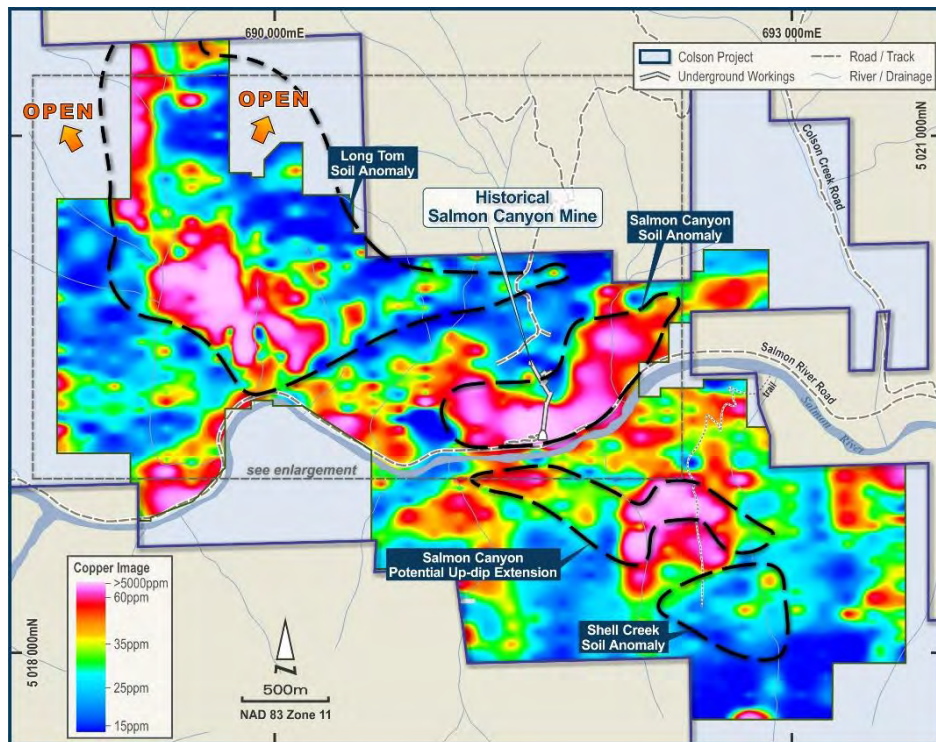 690 000mE
693 000mE
Colson Project
Road / Track
Underground Workings
River / Drainage
OPEN
OPEN
5 021 000mN
Colson Creek Road
Long Tom
Soil Anomaly
Historical
Salmon Canyon Mine
Salmon Canyon
Soil Anomaly
Salmon River Road
trail
Salmon River
see enlargement
Copper Image
>5000ppm
60ppm
35ppm
25ppm
15ppm
Salmon Canyon
Potential Up-dip Extension
Shell Creek
Soil Anomaly
5 018 000mN
N
500m
NAD 83 Zone 11